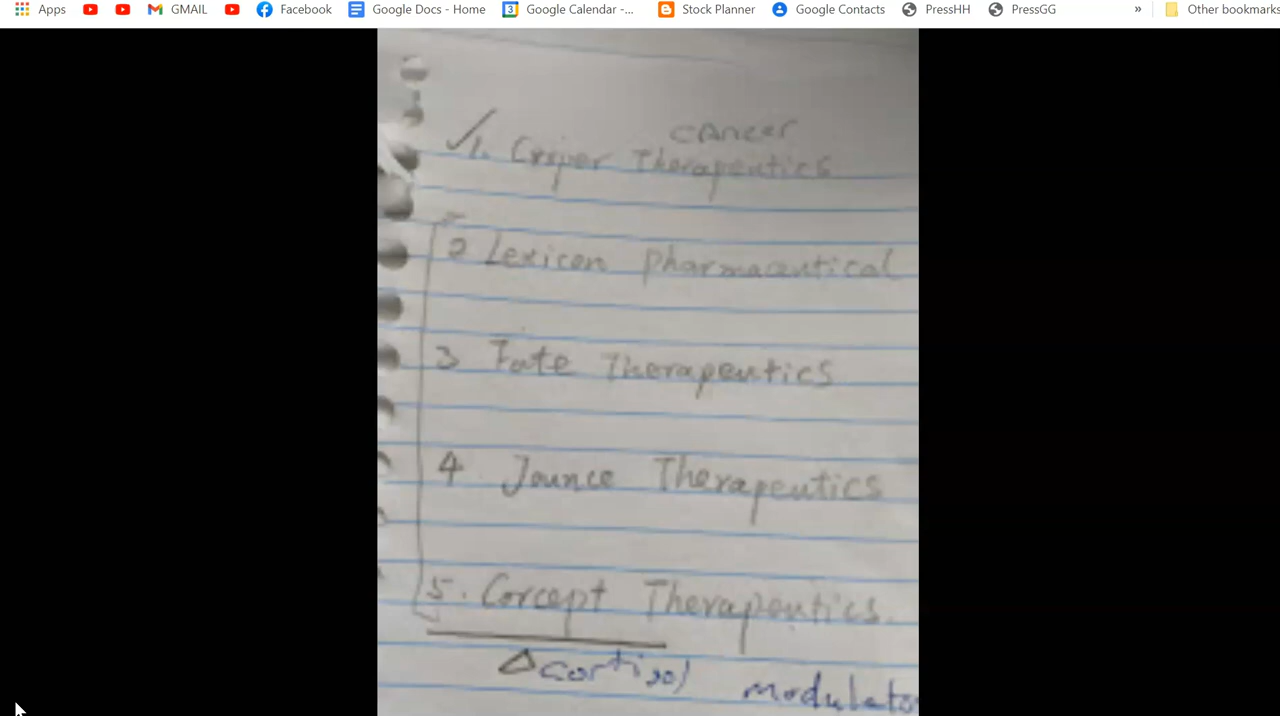 Apps GMAIL Facebook Google Docs - Home 3 Google Calendar -... Stock Planner Google Contacts PressHH PressGG » Other bookmarks
cancer
✓1. Crisper Therapeutics
2 Lexicon Pharmaceutical
3 Fate Therapeutics
4 Jounce Therapeutics
5. Corcept Therapeutics.
Δcortisol modulato